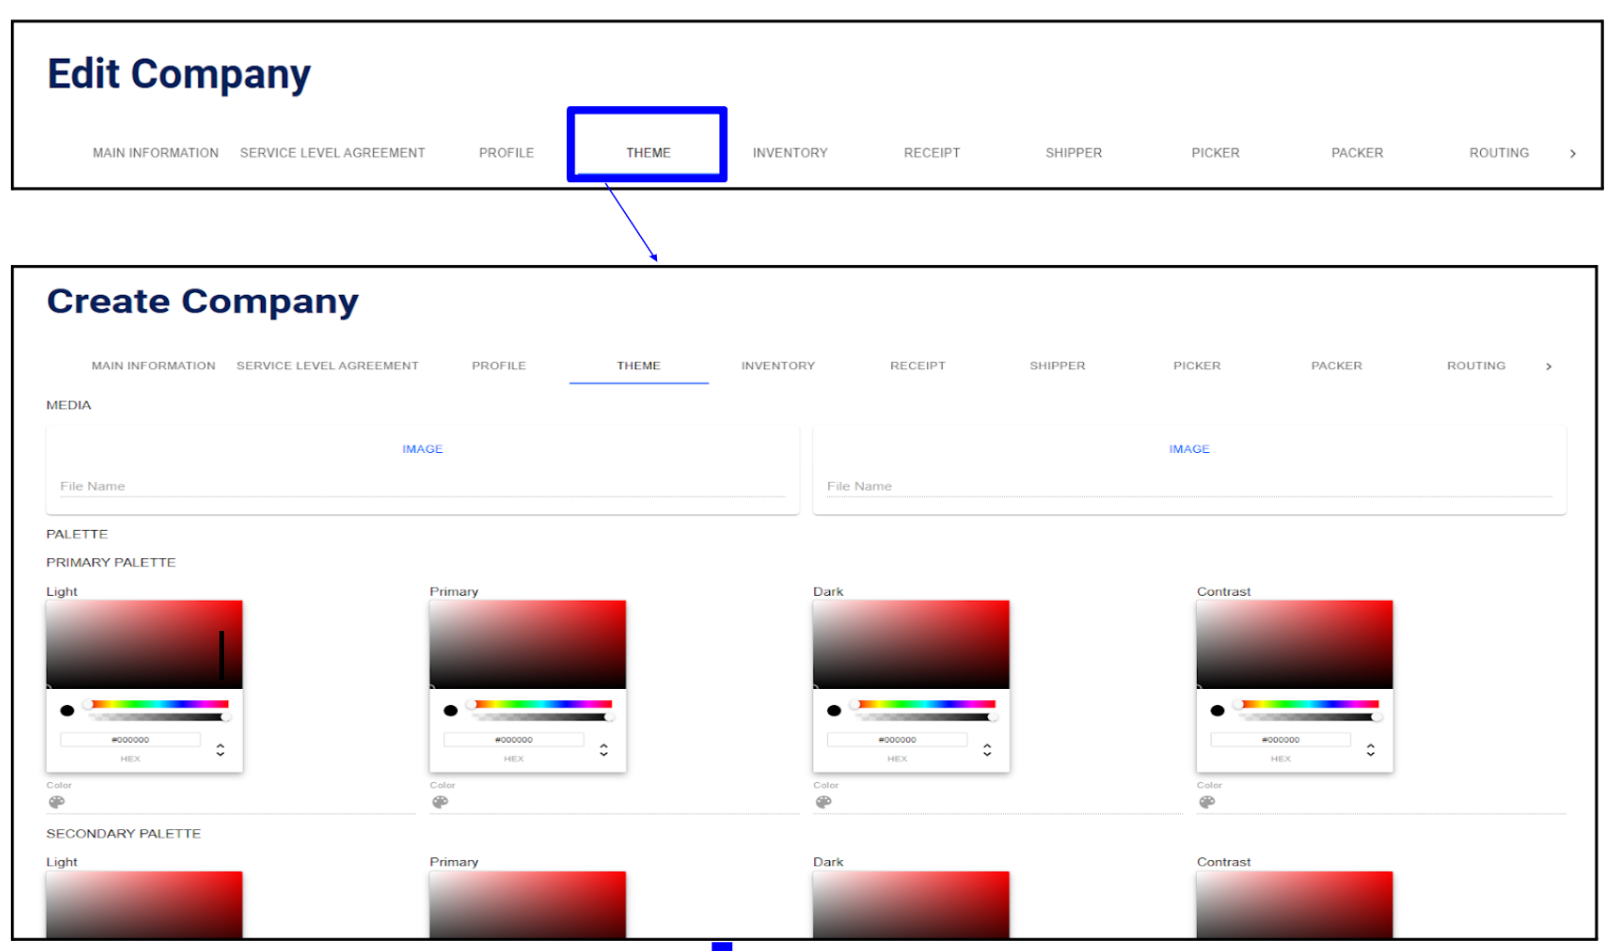 Edit Company
MAIN INFORMATION SERVICE LEVEL AGREEMENT PROFILE THEME INVENTORY RECEIPT SHIPPER PICKER PACKER ROUTING >
Create Company
MAIN INFORMATION SERVICE LEVEL AGREEMENT PROFILE THEME INVENTORY RECEIPT SHIPPER PICKER PACKER ROUTING >
MEDIA
IMAGE IMAGE
File Name File Name
PALETTE
PRIMARY PALETTE
Light Primary Dark Contrast
#000000 #000000 #000000 #000000
HEX HEX HEX HEX
Color Color Color Color
SECONDARY PALETTE
Light Primary Dark Contrast